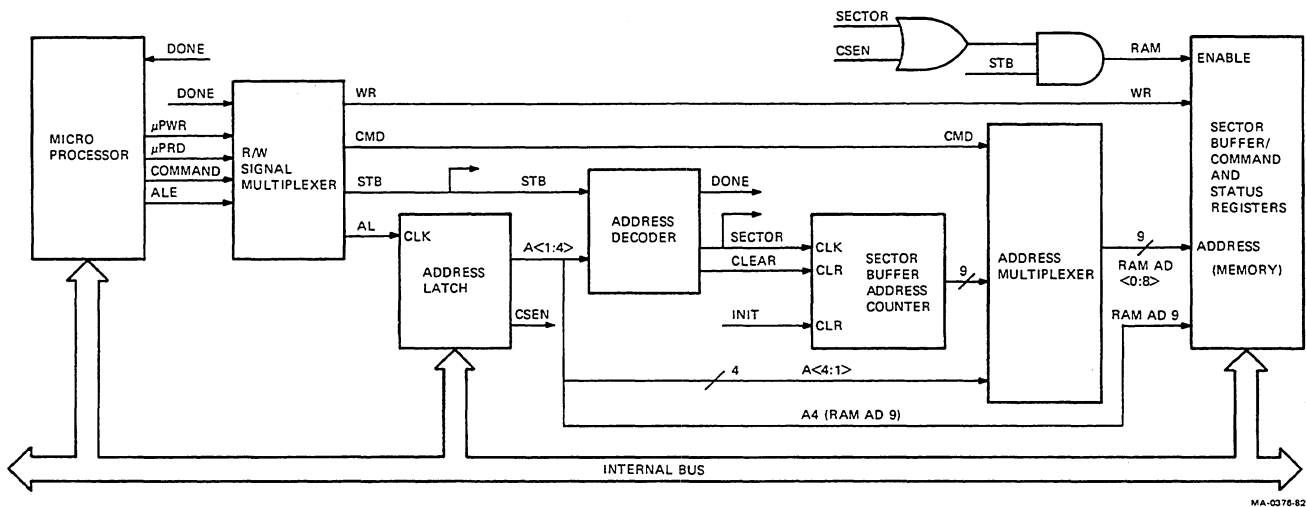 SECTOR
CSEN
STB
RAM
ENABLE
DONE
DONE
WR
WR
MICRO
PROCESSOR
µPWR
µPRD
COMMAND
ALE
R/W
SIGNAL
MULTIPLEXER
CMD
CMD
SECTOR
BUFFER/
COMMAND
AND
STATUS
REGISTERS
STB
STB
DONE
ADDRESS
DECODER
AL
CLK
ADDRESS
LATCH
A<1:4>
SECTOR
CLEAR
CLK
CLR
SECTOR
BUFFER
ADDRESS
COUNTER
9
ADDRESS
MULTIPLEXER
9
RAM AD
<0:8>
ADDRESS
(MEMORY)
CSEN
INIT
CLR
RAM AD 9
4
A<4:1>
A4 (RAM AD 9)
INTERNAL BUS
MA-0376-82